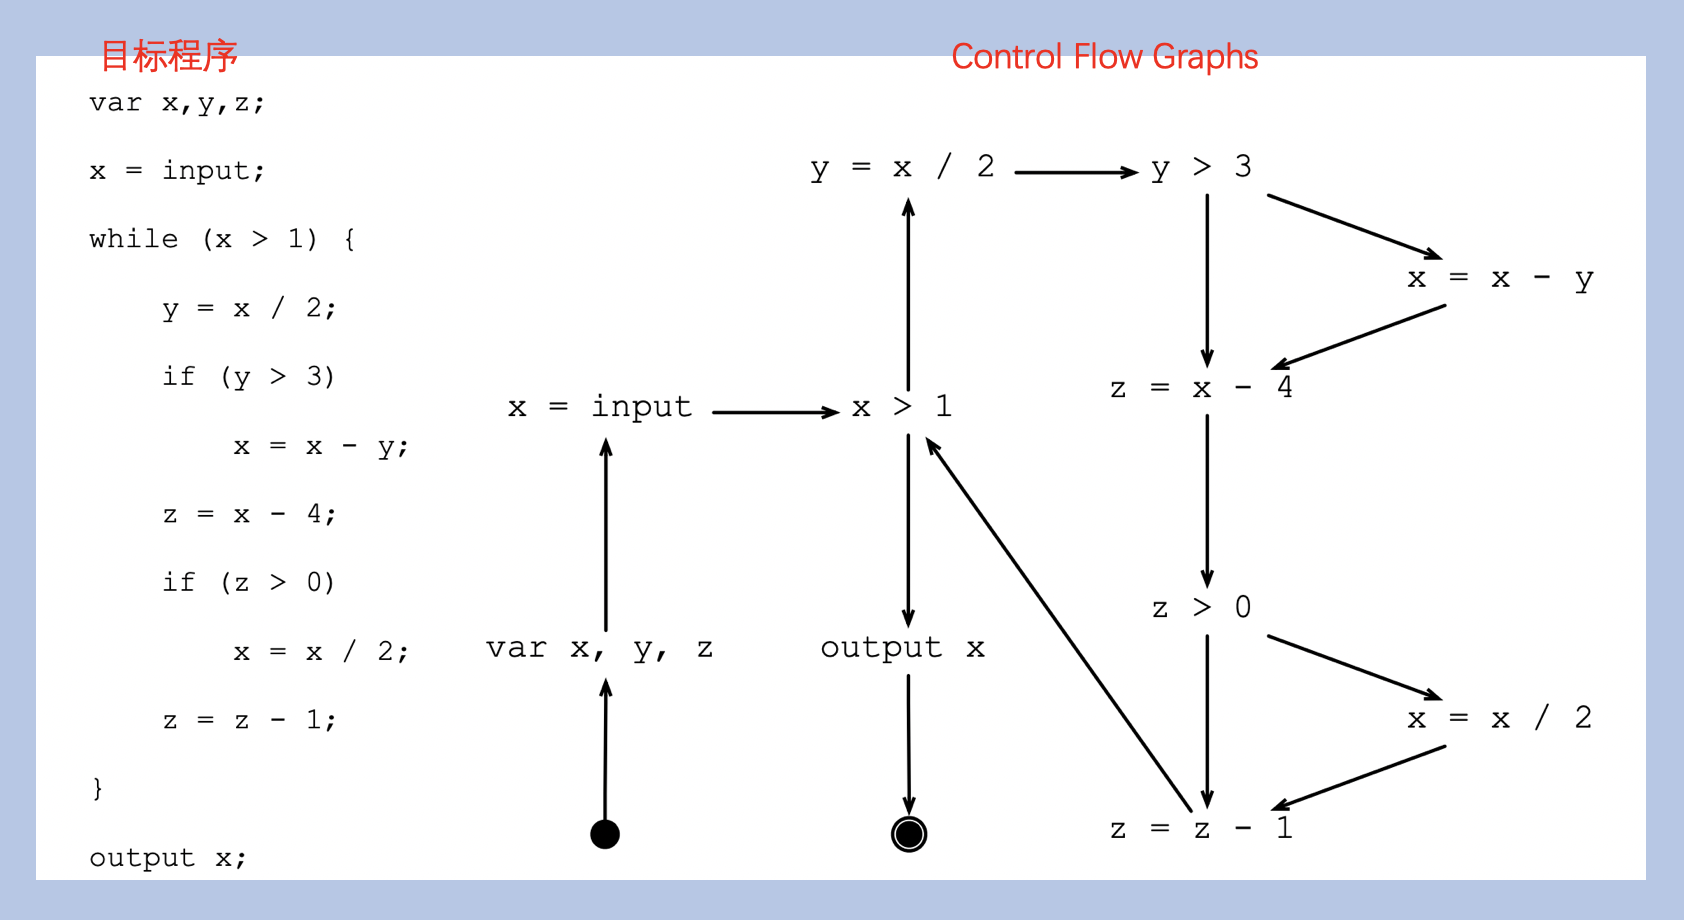 目标程序
var x,y,z;
x = input;
while (x > 1) {
y = x / 2;
if (y > 3)
x = x - y;
z = x - 4;
if (z > 0)
x = x / 2;
z = z - 1;
}
output x;
Control Flow Graphs
y = x / 2
y > 3
x = x - y
z = x - 4
x = input
x > 1
z > 0
var x, y, z
output x
x = x / 2
z = z - 1